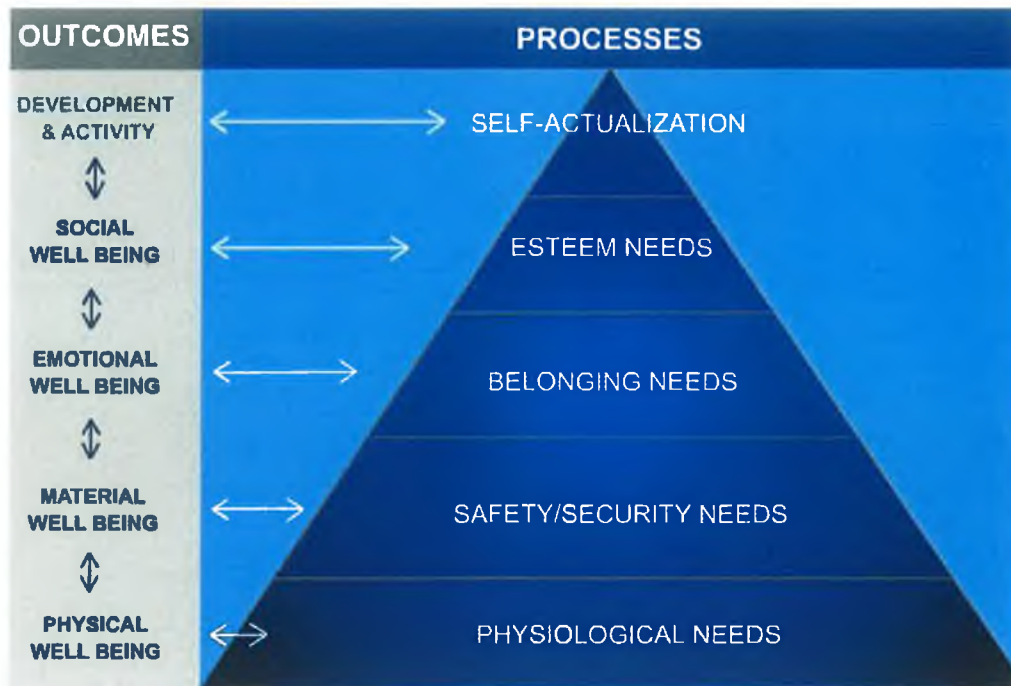 OUTCOMES
PROCESSES
DEVELOPMENT
& ACTIVITY
SELF-ACTUALIZATION
SOCIAL
WELL BEING
ESTEEM NEEDS
EMOTIONAL
WELL BEING
BELONGING NEEDS
MATERIAL
WELL BEING
SAFETY/SECURITY NEEDS
PHYSICAL
WELL BEING
PHYSIOLOGICAL NEEDS